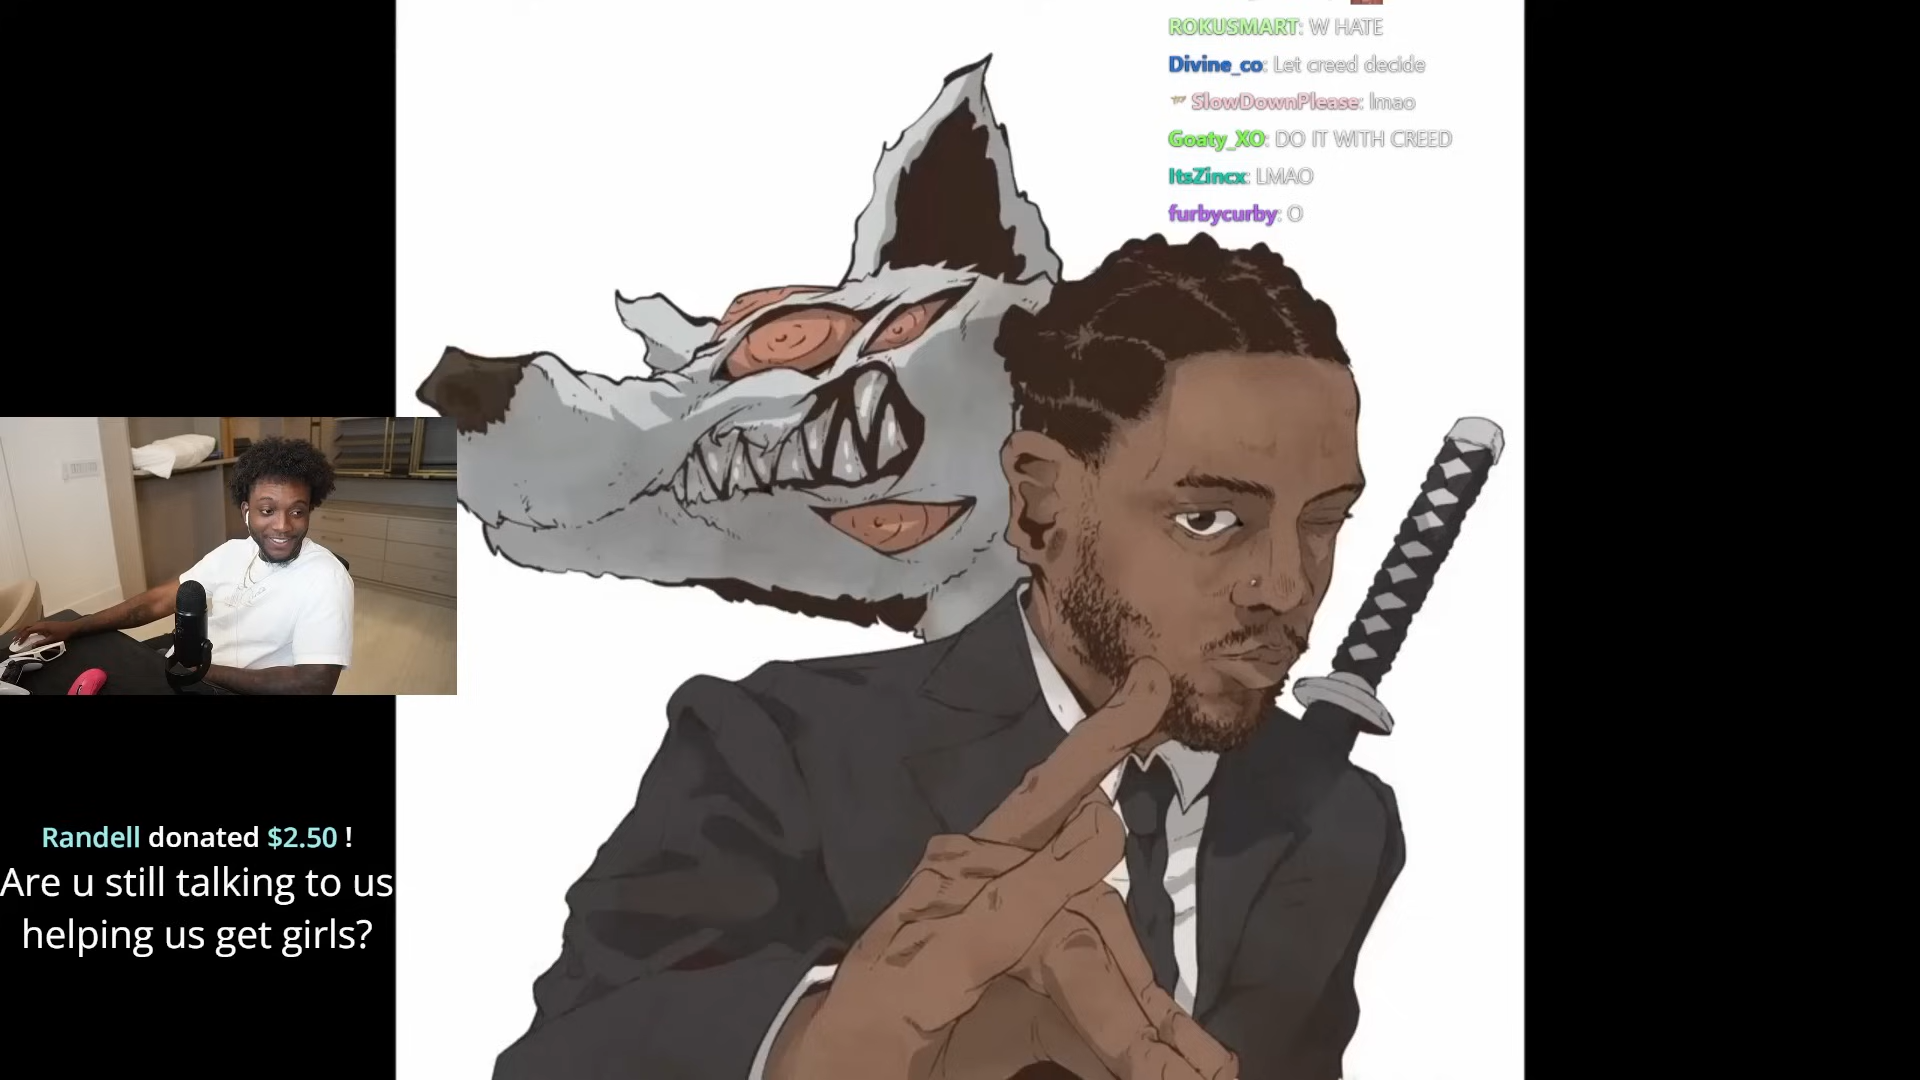 ROKUSMART: W HATE
Divine_co: Let creed decide
SlowDownPlease: lmao
Goaty_XO: DO IT WITH CREED
ItsZincx: LMAO
furbycurby: O
Randell donated $2.50 !
Are u still talking to us
helping us get girls?